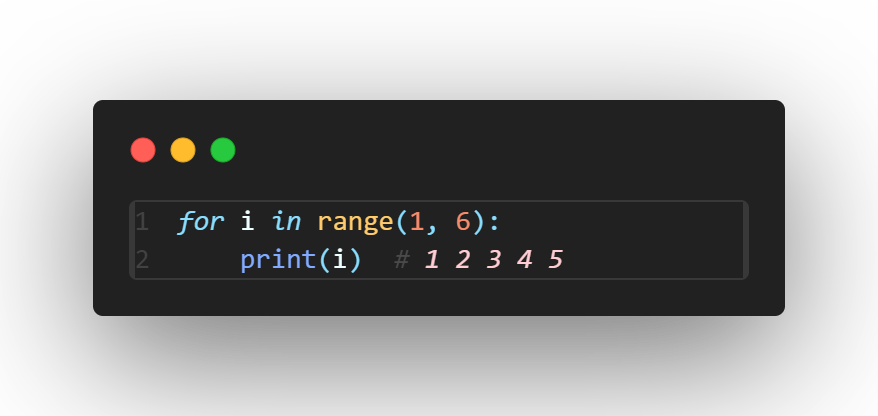 1 for i in range(1, 6):
2     print(i)  # 1 2 3 4 5